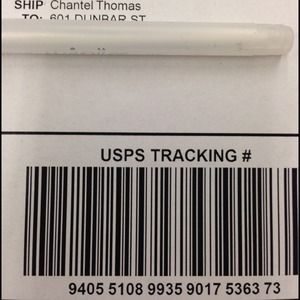 SHIP Chantel Thomas
TO: 601 DUNBAR ST
USPS TRACKING #
9405 5108 9935 9017 5363 73